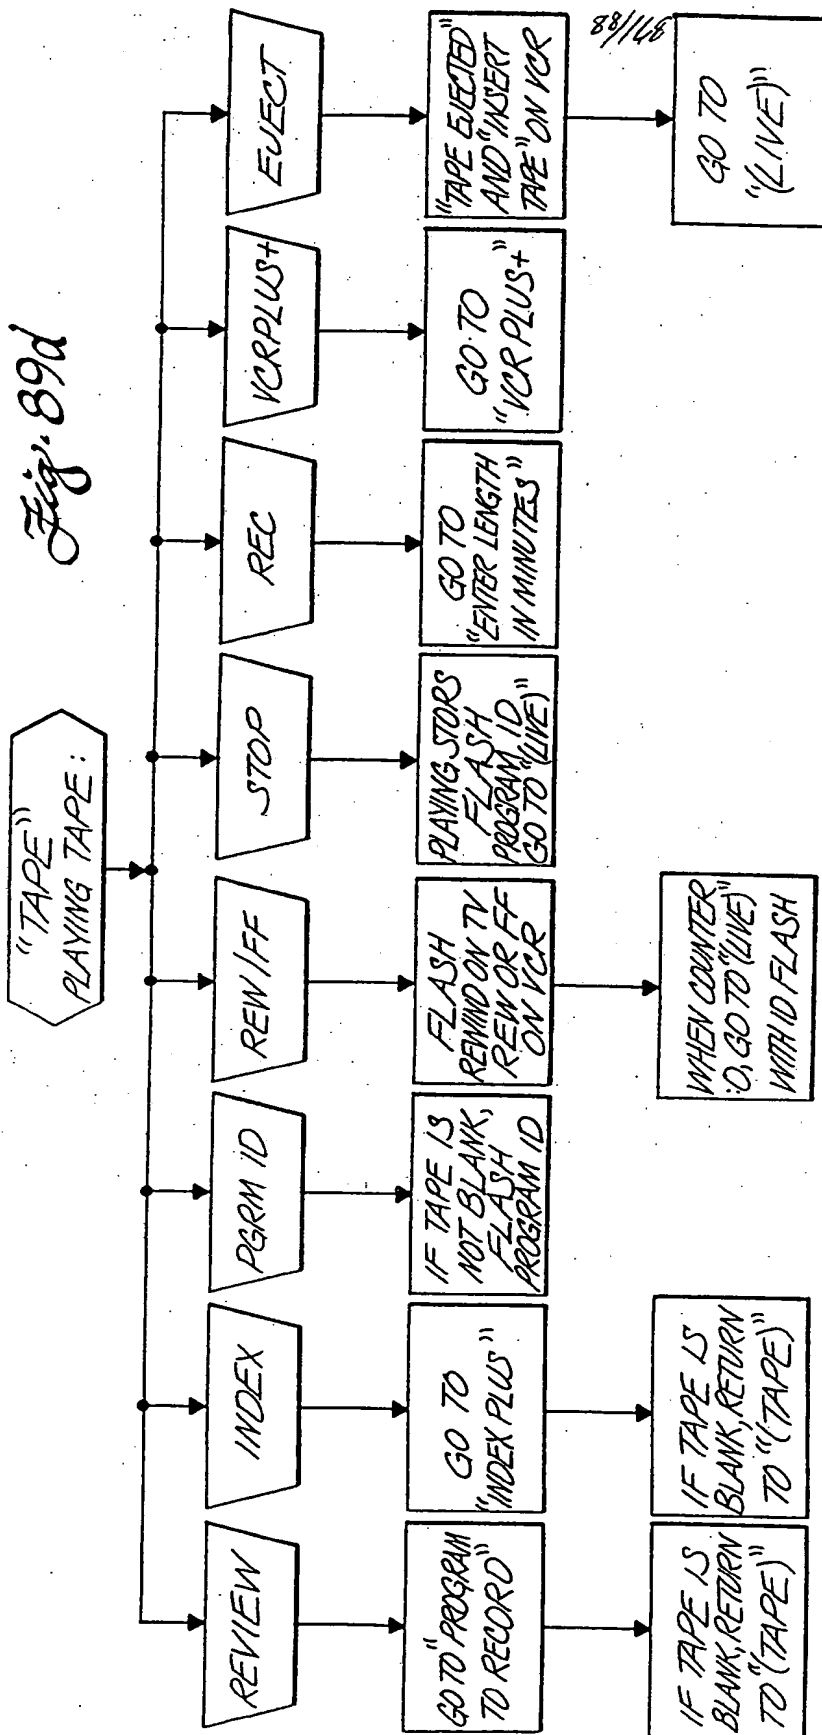 Fig. 89d
"TAPE"
PLAYING TAPE:
REVIEW
INDEX
PGRM ID
REW/FF
STOP
REC
VCRPLUS+
EJECT
GO TO "PROGRAM
TO RECORD"
GO TO
"INDEX PLUS"
IF TAPE IS
NOT BLANK,
FLASH
PROGRAM ID
FLASH
REWIND ON TV
REW OR FF
ON VCR
PLAYING STORS
FLASH
PROGRAM, ID
GO TO "(LIVE)"
GO TO
"ENTER LENGTH
IN MINUTES"
GO TO
"VCR PLUS+"
"TAPE EJECTED"
AND "INSERT
TAPE" ON VCR
IF TAPE IS
BLANK, RETURN
TO "(TAPE)"
IF TAPE IS
BLANK, RETURN
TO "(TAPE)"
WHEN COUNTER
:0, GO TO "(LIVE)"
WITH ID FLASH
GO TO
"(LIVE)"